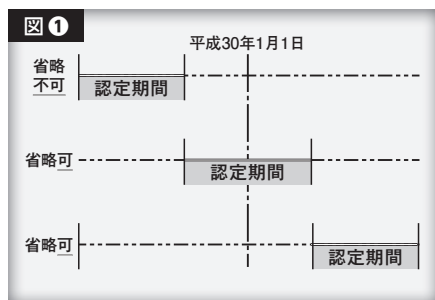 図❶
平成30年1月1日
省略
不可
認定期間
省略可
認定期間
省略可
認定期間